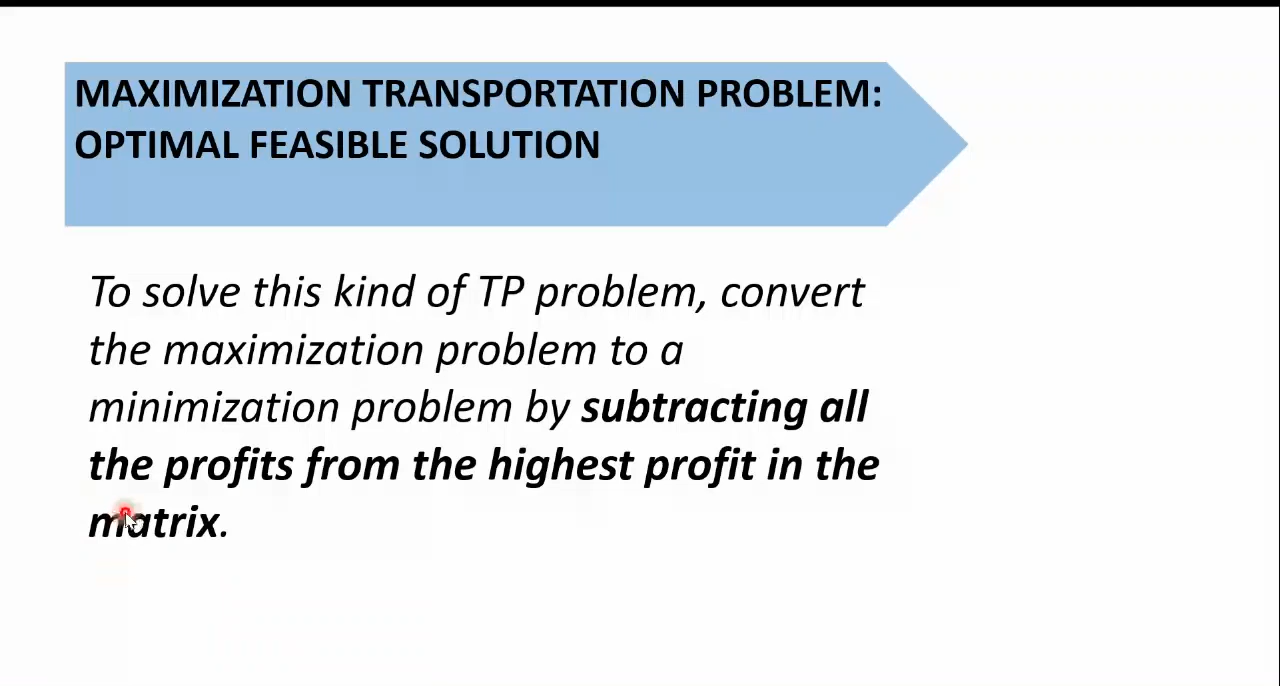 MAXIMIZATION TRANSPORTATION PROBLEM:
OPTIMAL FEASIBLE SOLUTION
To solve this kind of TP problem, convert
the maximization problem to a
minimization problem by subtracting all
the profits from the highest profit in the
matrix.